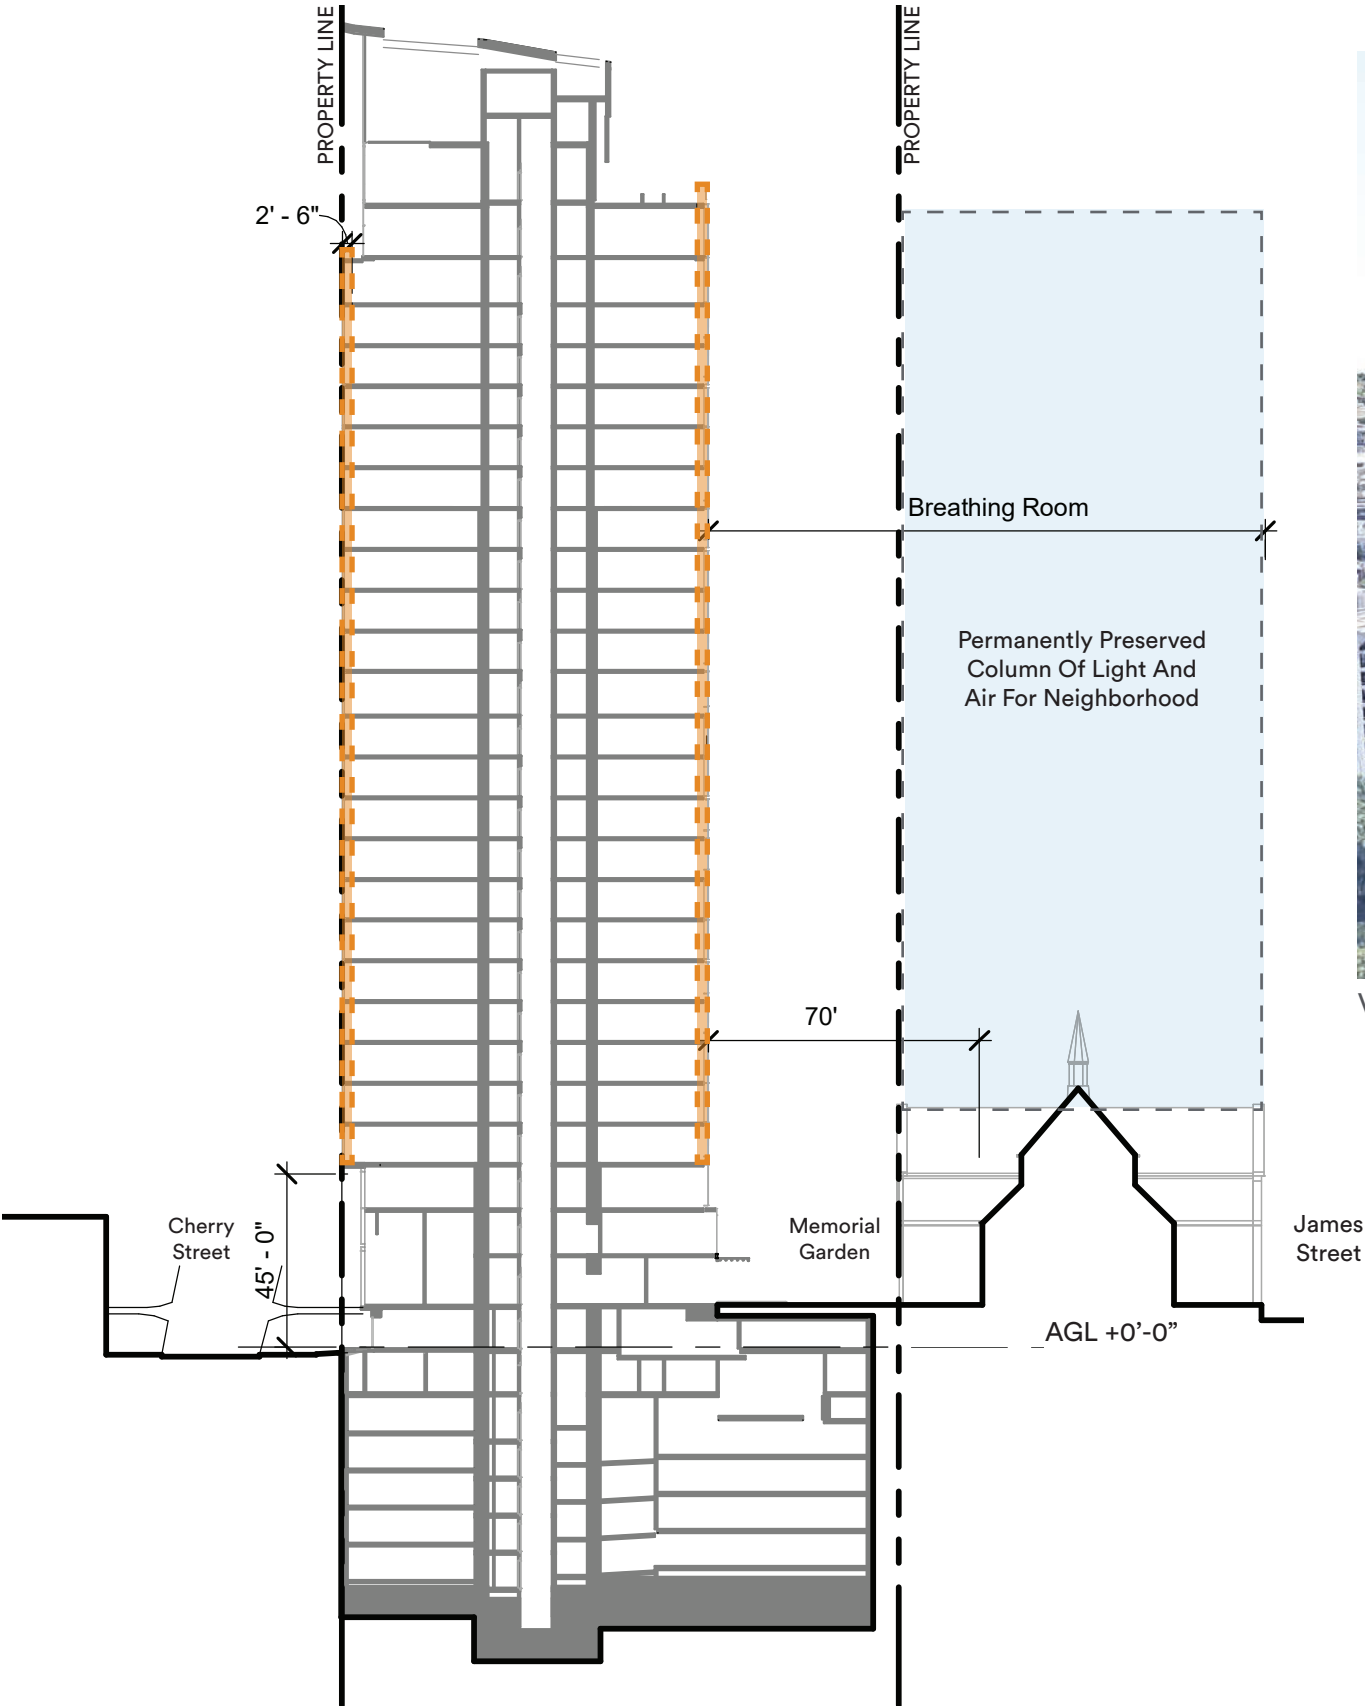 PROPERTY LINE
PROPERTY LINE
2' - 6"
Breathing Room
Permanently Preserved
Column Of Light And
Air For Neighborhood
70'
Cherry
Street
45' - 0"
Memorial
Garden
James
Street
AGL +0'-0”